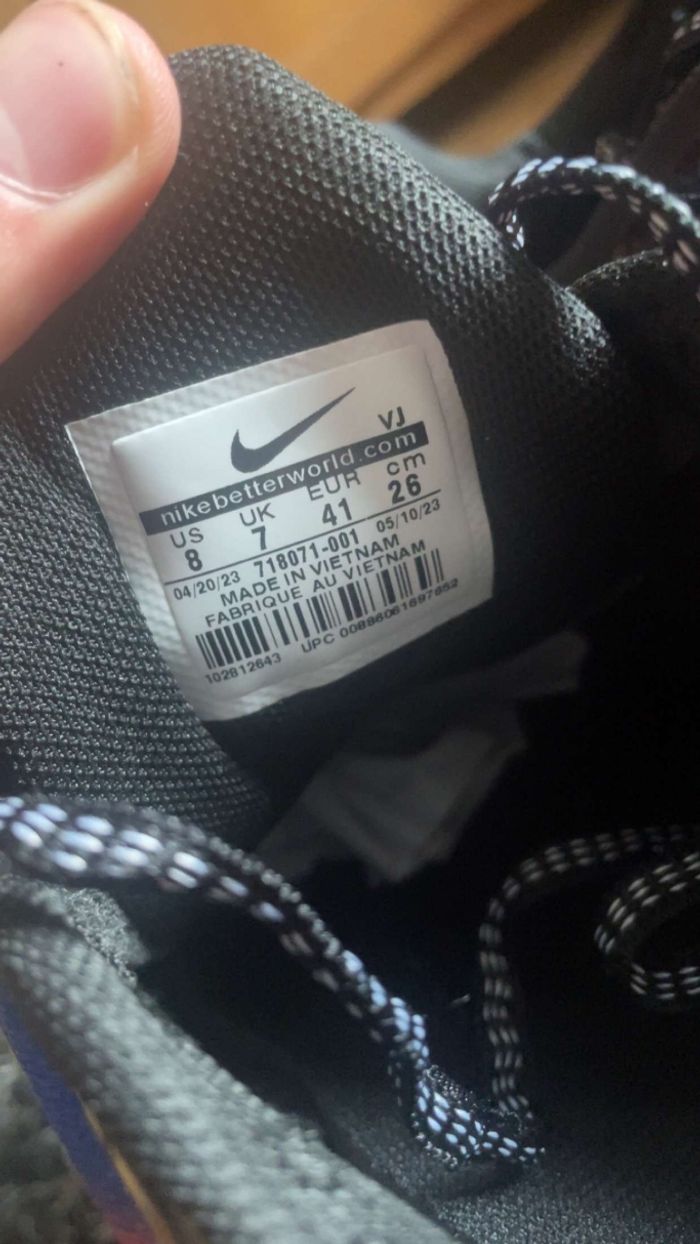 VJ
nikebetterworld.com
US UK EUR cm
8 7 41 26
04/20/23 718071-001 05/10/23
MADE IN VIETNAM
FABRIQUE AU VIETNAM
102812643 UPC 00886061697852